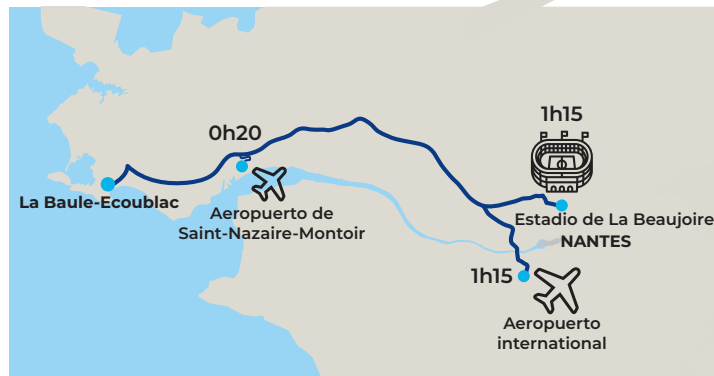 1h15
0h20
La Baule-Ecoublac
Aeropuerto de
Saint-Nazaire-Montoir
Estadio de La Beaujoire
NANTES
1h15
Aeropuerto
international